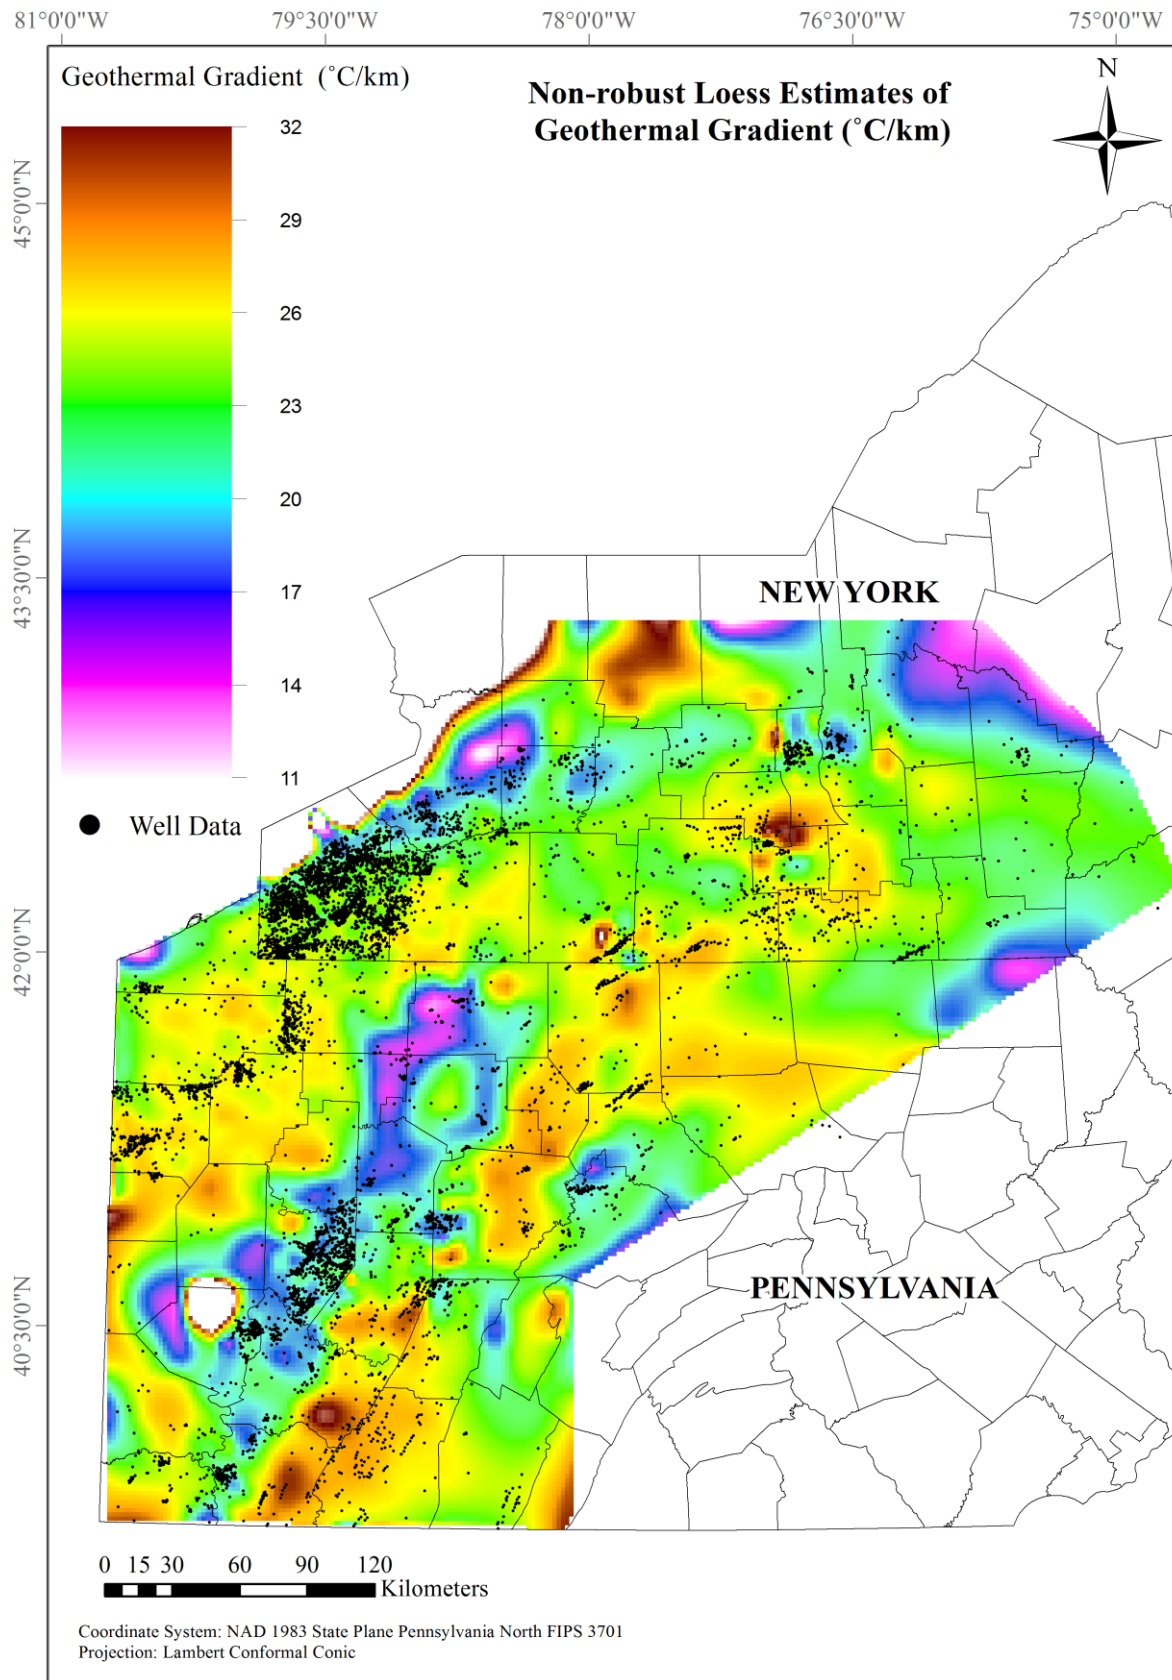 81°0'0"W 79°30'0"W 78°0'0"W 76°30'0"W 75°0'0"W
Geothermal Gradient (˚C/km)
Non-robust Loess Estimates of
Geothermal Gradient (˚C/km)
N
32
29
26
23
20
17
14
11
Well Data
45°0'0"N
43°30'0"N
42°0'0"N
40°30'0"N
NEW YORK
PENNSYLVANIA
0 15 30 60 90 120
Kilometers
Coordinate System: NAD 1983 State Plane Pennsylvania North FIPS 3701
Projection: Lambert Conformal Conic